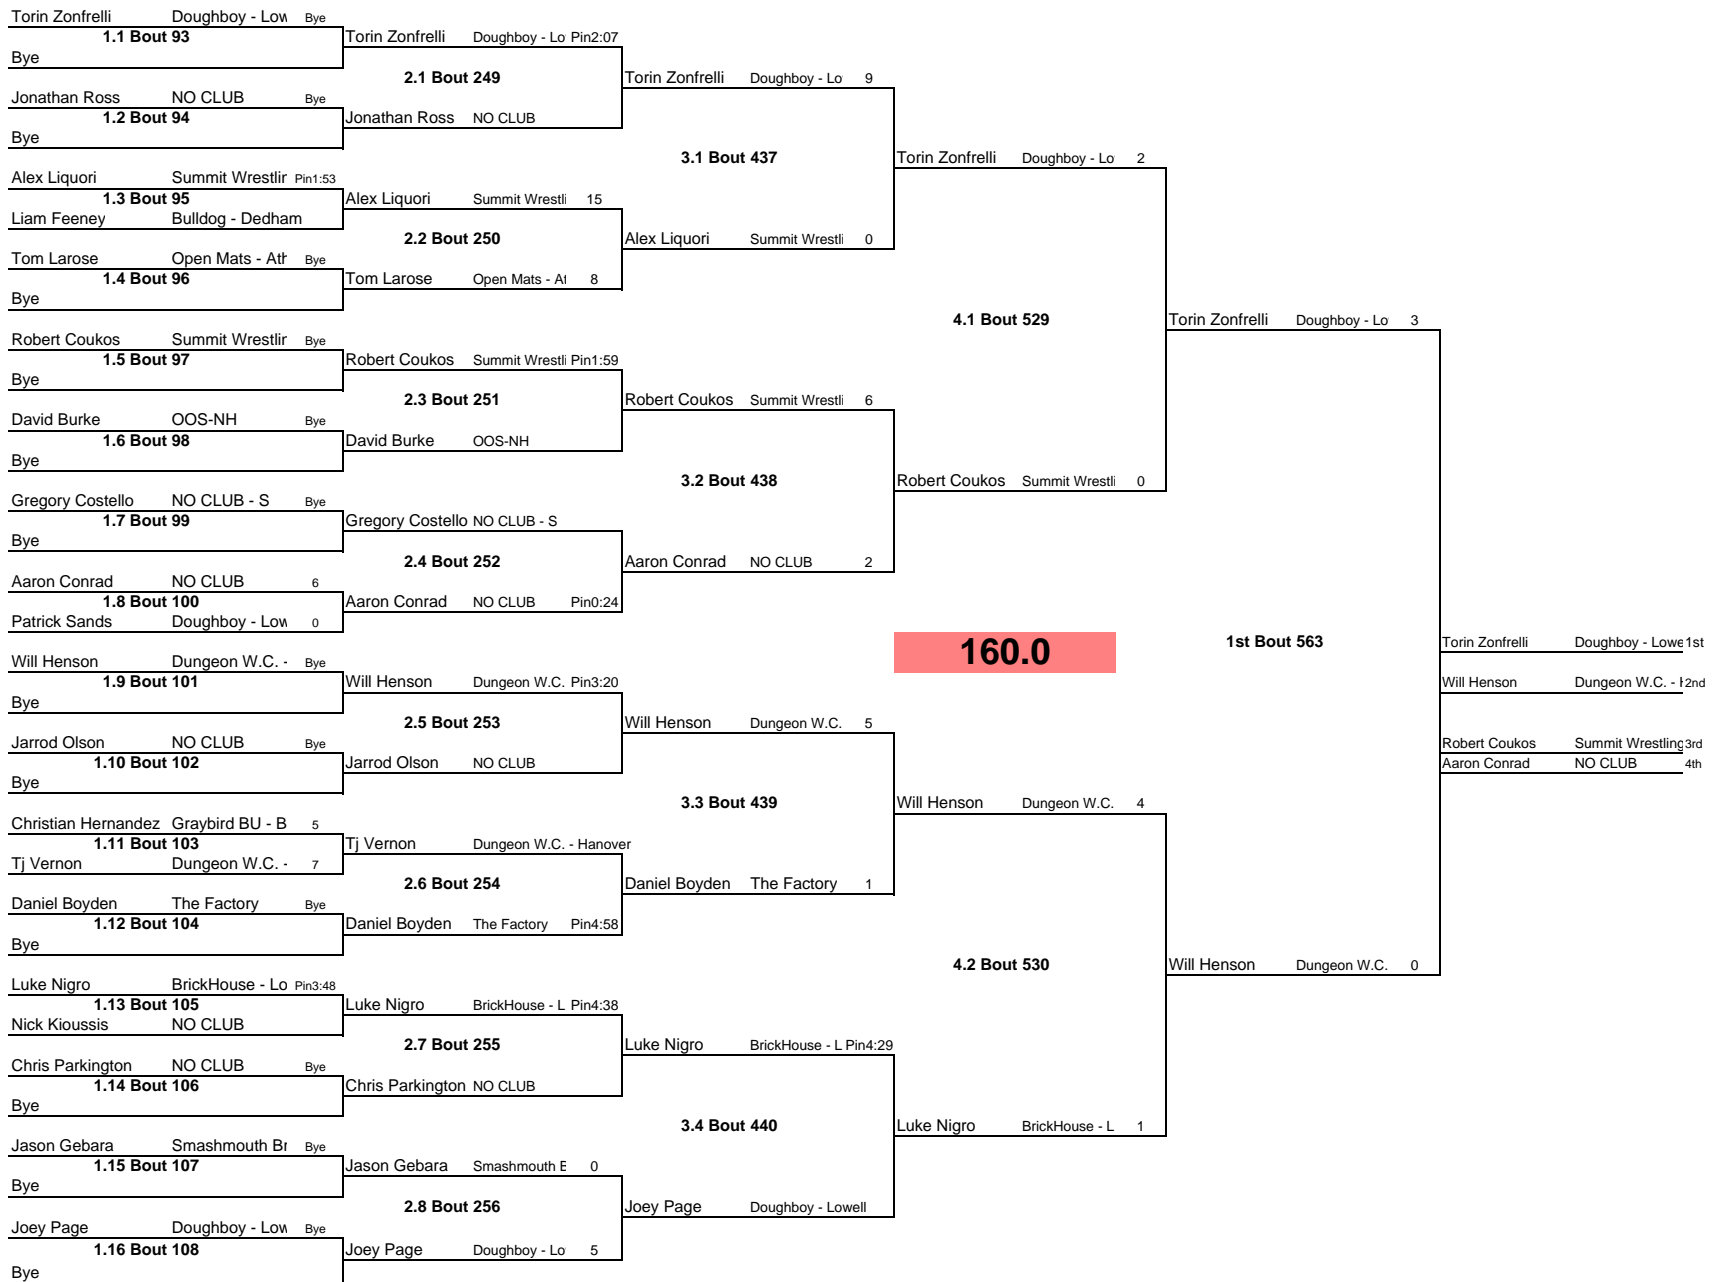 Torin Zonfrelli Doughboy - Low Bye
1.1 Bout 93
Bye
Jonathan Ross NO CLUB Bye
1.2 Bout 94
Bye
Alex Liquori Summit Wrestlin Pin1:53
1.3 Bout 95
Liam Feeney Bulldog - Dedham
Tom Larose Open Mats - Ath Bye
1.4 Bout 96
Bye
Robert Coukos Summit Wrestlin Bye
1.5 Bout 97
Bye
David Burke OOS-NH Bye
1.6 Bout 98
Bye
Gregory Costello NO CLUB - S Bye
1.7 Bout 99
Bye
Aaron Conrad NO CLUB 6
1.8 Bout 100
Patrick Sands Doughboy - Low 0
Will Henson Dungeon W.C. - Bye
1.9 Bout 101
Bye
Jarrod Olson NO CLUB Bye
1.10 Bout 102
Bye
Christian Hernandez Graybird BU - B 5
1.11 Bout 103
Tj Vernon Dungeon W.C. - 7
Daniel Boyden The Factory Bye
1.12 Bout 104
Bye
Luke Nigro BrickHouse - Lo Pin3:48
1.13 Bout 105
Nick Kioussis NO CLUB
Chris Parkington NO CLUB Bye
1.14 Bout 106
Bye
Jason Gebara Smashmouth Br Bye
1.15 Bout 107
Bye
Joey Page Doughboy - Low Bye
1.16 Bout 108
Bye
Torin Zonfrelli Doughboy - Lo Pin2:07
2.1 Bout 249
Jonathan Ross NO CLUB
Alex Liquori Summit Wrestli 15
2.2 Bout 250
Tom Larose Open Mats - At 8
Robert Coukos Summit Wrestli Pin1:59
2.3 Bout 251
David Burke OOS-NH
Gregory Costello NO CLUB - S
2.4 Bout 252
Aaron Conrad NO CLUB Pin0:24
Will Henson Dungeon W.C. Pin3:20
2.5 Bout 253
Jarrod Olson NO CLUB
Tj Vernon Dungeon W.C. - Hanover
2.6 Bout 254
Daniel Boyden The Factory Pin4:58
Luke Nigro BrickHouse - L Pin4:38
2.7 Bout 255
Chris Parkington NO CLUB
Jason Gebara Smashmouth B 0
2.8 Bout 256
Joey Page Doughboy - Lo 5
Torin Zonfrelli Doughboy - Lo 9
3.1 Bout 437
Alex Liquori Summit Wrestli 0
Robert Coukos Summit Wrestli 6
3.2 Bout 438
Aaron Conrad NO CLUB 2
Will Henson Dungeon W.C. 5
3.3 Bout 439
Daniel Boyden The Factory 1
Luke Nigro BrickHouse - L Pin4:29
3.4 Bout 440
Joey Page Doughboy - Lowell
Torin Zonfrelli Doughboy - Lo 2
4.1 Bout 529
Robert Coukos Summit Wrestli 0
160.0
Will Henson Dungeon W.C. 4
4.2 Bout 530
Luke Nigro BrickHouse - L 1
Torin Zonfrelli Doughboy - Lo 3
1st Bout 563
Will Henson Dungeon W.C. 0
Torin Zonfrelli Doughboy - Lowe 1st
Will Henson Dungeon W.C. - H 2nd
Robert Coukos Summit Wrestling 3rd
Aaron Conrad NO CLUB 4th